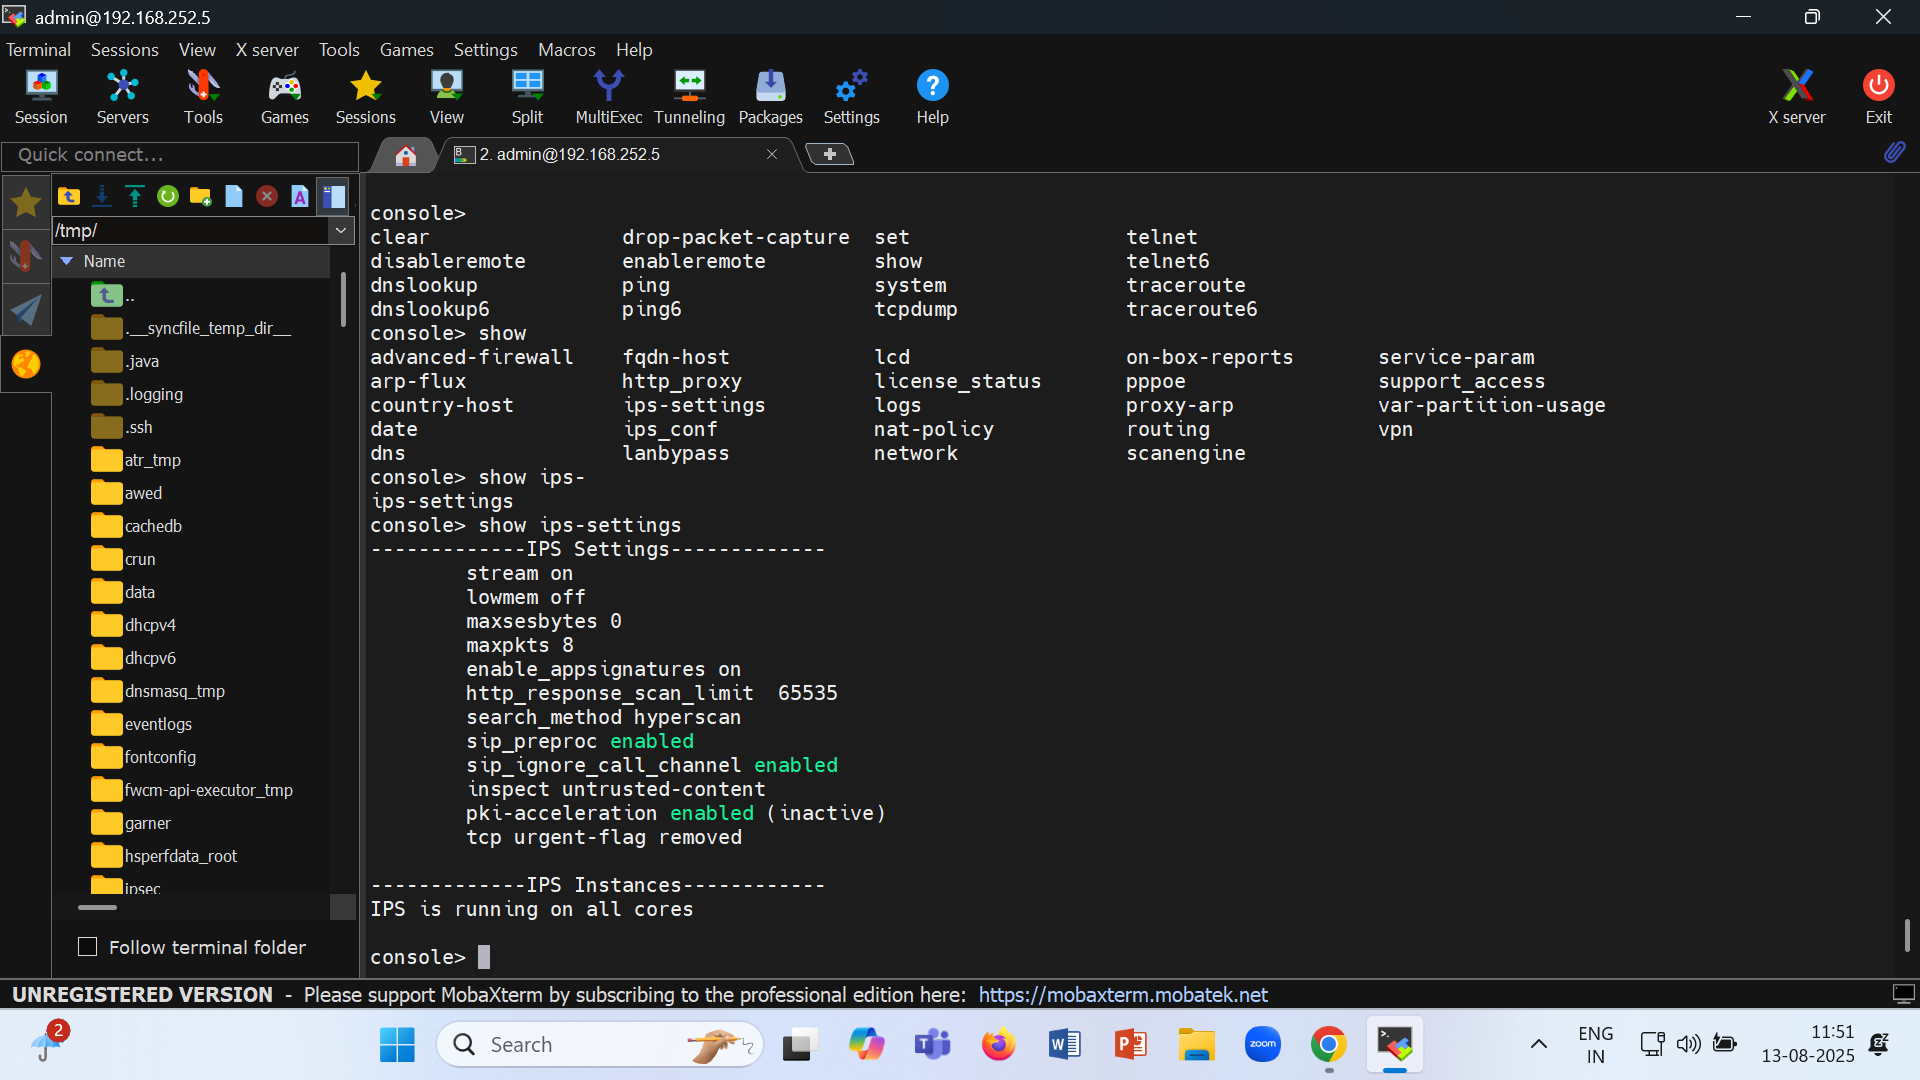 admin@192.168.252.5
Terminal Sessions View X server Tools Games Settings Macros Help
Session Servers Tools Games Sessions View Split MultiExec Tunneling Packages Settings Help X server Exit
Quick connect...
2. admin@192.168.252.5
/tmp/
Name
..
.__syncfile_temp_dir__
.java
.logging
.ssh
atr_tmp
awed
cachedb
crun
data
dhcpv4
dhcpv6
dnsmasq_tmp
eventlogs
fontconfig
fwcm-api-executor_tmp
garner
hsperfdata_root
ipsec
Follow terminal folder
console>
clear drop-packet-capture set telnet
disableremote enableremote show telnet6
dnslookup ping system traceroute
dnslookup6 ping6 tcpdump traceroute6
console> show
advanced-firewall fqdn-host lcd on-box-reports service-param
arp-flux http_proxy license_status pppoe support_access
country-host ips-settings logs proxy-arp var-partition-usage
date ips_conf nat-policy routing vpn
dns lanbypass network scanengine
console> show ips-
ips-settings
console> show ips-settings
-------------IPS Settings-------------
stream on
lowmem off
maxsesbytes 0
maxpkts 8
enable_appsignatures on
http_response_scan_limit 65535
search_method hyperscan
sip_preproc enabled
sip_ignore_call_channel enabled
inspect untrusted-content
pki-acceleration enabled (inactive)
tcp urgent-flag removed
-------------IPS Instances------------
IPS is running on all cores
console>
UNREGISTERED VERSION - Please support MobaXterm by subscribing to the professional edition here: https://mobaxterm.mobatek.net
2
Search
zoom
ENG
IN
11:51
13-08-2025